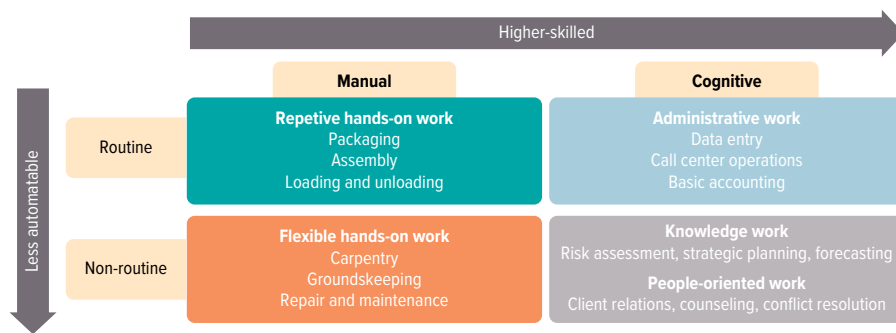 Higher-skilled
Manual
Cognitive
Less automatable
Routine
Repetive hands-on work
Packaging
Assembly
Loading and unloading
Administrative work
Data entry
Call center operations
Basic accounting
Non-routine
Flexible hands-on work
Carpentry
Groundskeeping
Repair and maintenance
Knowledge work
Risk assessment, strategic planning, forecasting
People-oriented work
Client relations, counseling, conflict resolution